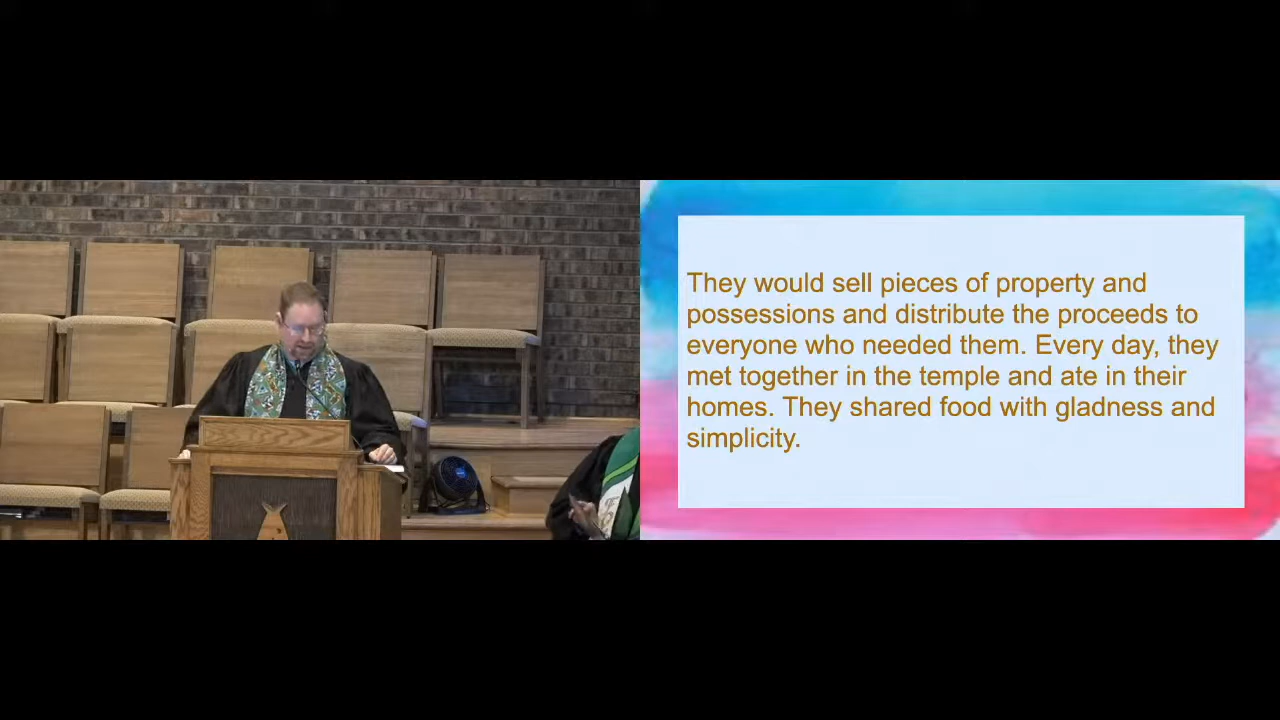 They would sell pieces of property and
possessions and distribute the proceeds to
everyone who needed them. Every day, they
met together in the temple and ate in their
homes. They shared food with gladness and
simplicity.